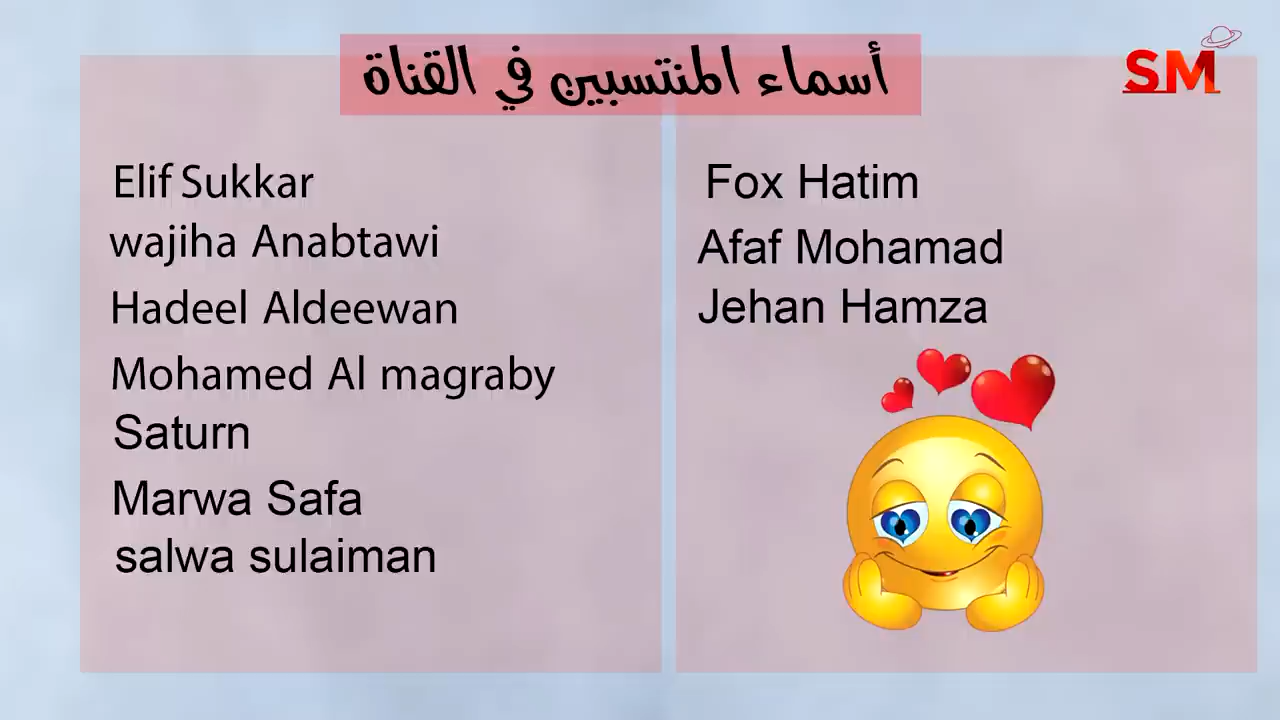 أسماء المنتسبين في القناة
SM
Elif Sukkar
wajiha Anabtawi
Hadeel Aldeewan
Mohamed Al magraby
Saturn
Marwa Safa
salwa sulaiman
Fox Hatim
Afaf Mohamad
Jehan Hamza